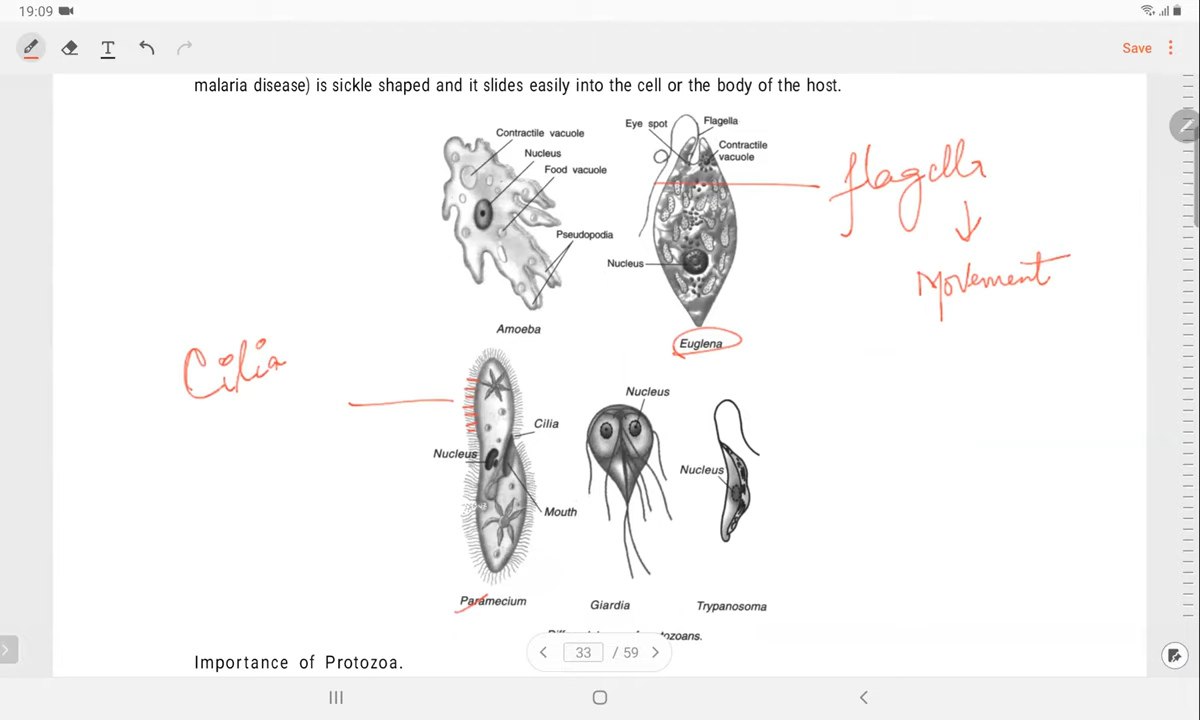 19:09
T
Save
malaria disease) is sickle shaped and it slides easily into the cell or the body of the host.
Contractile vacuole
Nucleus
Food vacuole
Pseudopodia
Amoeba
Eye spot
Flagella
Contractile
vacuole
Nucleus
Euglena
flagella
↓
Movement
Cilia
Cilia
Nucleus
Mouth
Paramecium
Nucleus
Giardia
Nucleus
Trypanosoma
tozoans.
33 / 59
Importance of Protozoa.